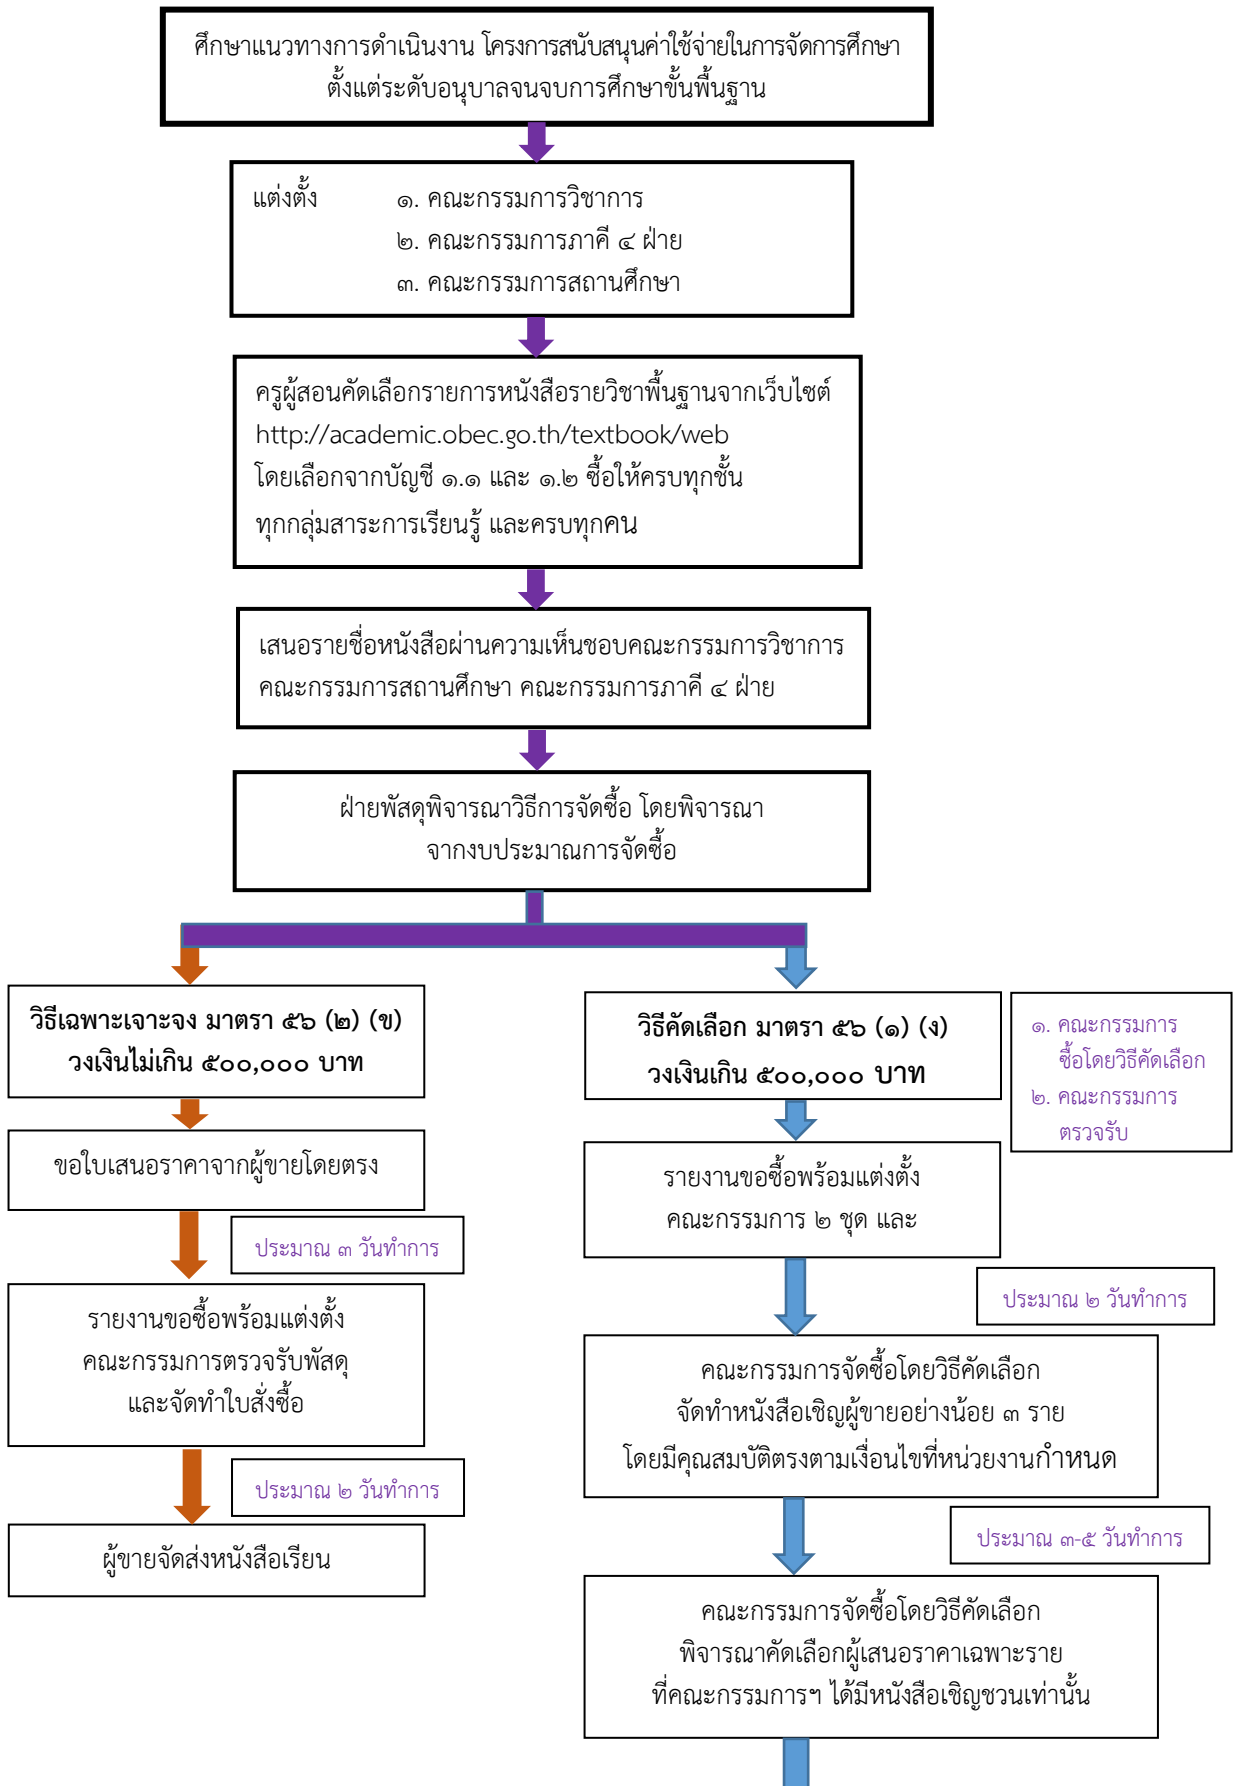 ศึกษาแนวทางการดำเนินงาน โครงการสนับสนุนค่าใช้จ่ายในการจัดการศึกษา
ตั้งแต่ระดับอนุบาลจนจบการศึกษาขั้นพื้นฐาน
แต่งตั้ง ๑. คณะกรรมการวิชาการ
๒. คณะกรรมการภาคี ๔ ฝ่าย
๓. คณะกรรมการสถานศึกษา
ครูผู้สอนคัดเลือกรายการหนังสือรายวิชาพื้นฐานจากเว็บไซต์
http://academic.obec.go.th/textbook/web
โดยเลือกจากบัญชี ๑.๑ และ ๑.๒ ซื้อให้ครบทุกชั้น
ทุกกลุ่มสาระการเรียนรู้ และครบทุกคน
เสนอรายชื่อหนังสือผ่านความเห็นชอบคณะกรรมการวิชาการ
คณะกรรมการสถานศึกษา คณะกรรมการภาคี ๔ ฝ่าย
ฝ่ายพัสดุพิจารณาวิธีการจัดซื้อ โดยพิจารณา
จากงบประมาณการจัดซื้อ
วิธีเฉพาะเจาะจง มาตรา ๕๖ (๒) (ข)
วงเงินไม่เกิน ๕๐๐,๐๐๐ บาท
ขอใบเสนอราคาจากผู้ขายโดยตรง
ประมาณ ๓ วันทำการ
รายงานขอซื้อพร้อมแต่งตั้ง
คณะกรรมการตรวจรับพัสดุ
และจัดทำใบสั่งซื้อ
ประมาณ ๒ วันทำการ
ผู้ขายจัดส่งหนังสือเรียน
วิธีคัดเลือก มาตรา ๕๖ (๑) (ง)
วงเงินเกิน ๕๐๐,๐๐๐ บาท
๑. คณะกรรมการ
ซื้อโดยวิธีคัดเลือก
๒. คณะกรรมการ
ตรวจรับ
รายงานขอซื้อพร้อมแต่งตั้ง
คณะกรรมการ ๒ ชุด และ
ประมาณ ๒ วันทำการ
คณะกรรมการจัดซื้อโดยวิธีคัดเลือก
จัดทำหนังสือเชิญผู้ขายอย่างน้อย ๓ ราย
โดยมีคุณสมบัติตรงตามเงื่อนไขที่หน่วยงานกำหนด
ประมาณ ๓-๕ วันทำการ
คณะกรรมการจัดซื้อโดยวิธีคัดเลือก
พิจารณาคัดเลือกผู้เสนอราคาเฉพาะราย
ที่คณะกรรมการฯ ได้มีหนังสือเชิญชวนเท่านั้น